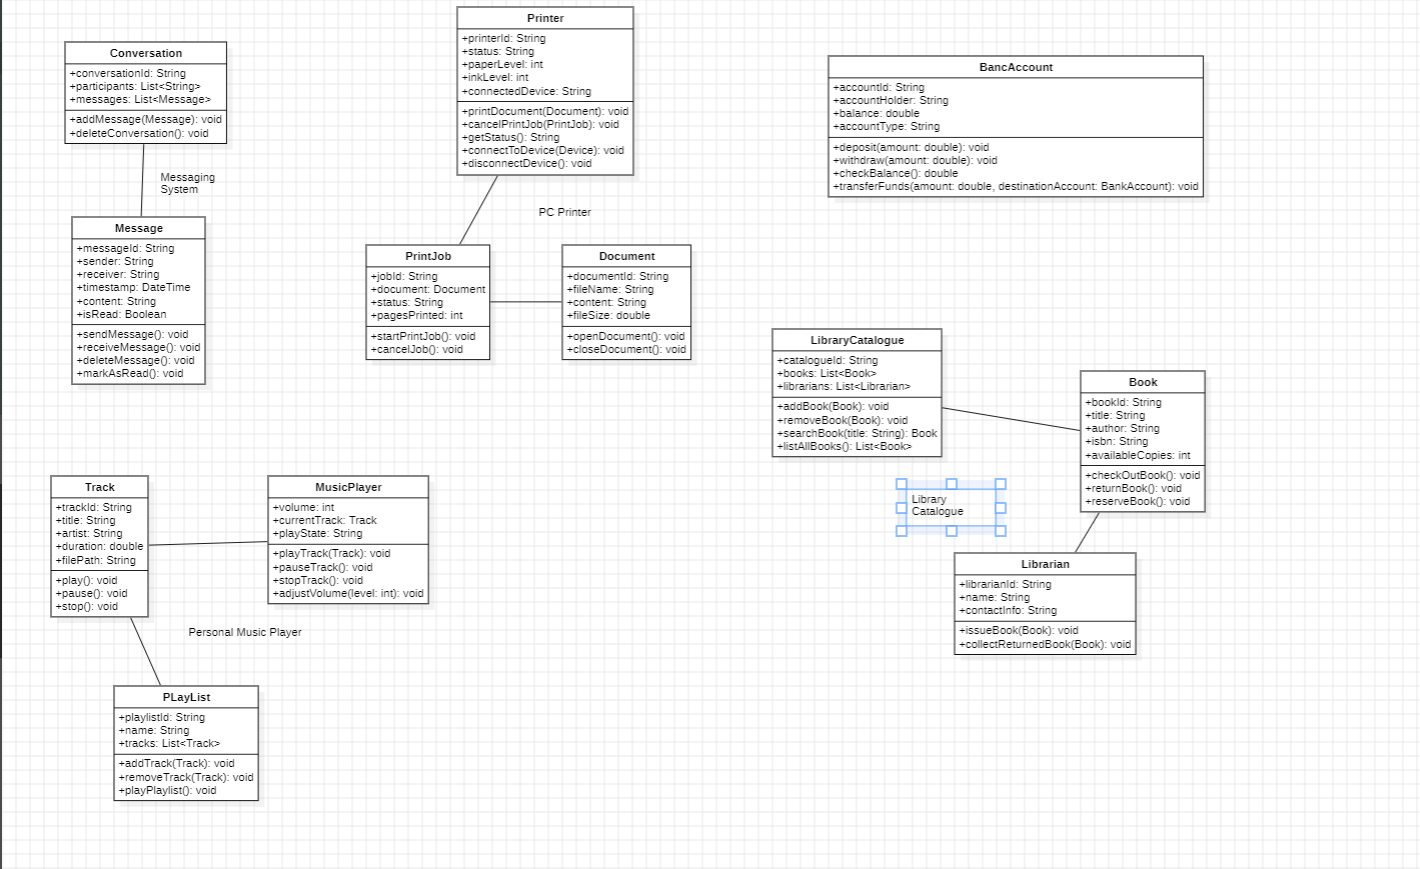 Conversation
+conversationId: String
+participants: List<String>
+messages: List<Message>
+addMessage(Message): void
+deleteConversation(): void
Messaging
System
Message
+messageId: String
+sender: String
+receiver: String
+timestamp: DateTime
+content: String
+isRead: Boolean
+sendMessage(): void
+receiveMessage(): void
+deleteMessage(): void
+markAsRead(): void
Printer
+printerId: String
+status: String
+paperLevel: int
+inkLevel: int
+connectedDevice: String
+printDocument(Document): void
+cancelPrintJob(PrintJob): void
+getStatus(): String
+connectToDevice(Device): void
+disconnectDevice(): void
PC Printer
PrintJob
+jobId: String
+document: Document
+status: String
+pagesPrinted: int
+startPrintJob(): void
+cancelJob(): void
Document
+documentId: String
+fileName: String
+content: String
+fileSize: double
+openDocument(): void
+closeDocument(): void
BancAccount
+accountId: String
+accountHolder: String
+balance: double
+accountType: String
+deposit(amount: double): void
+withdraw(amount: double): void
+checkBalance(): double
+transferFunds(amount: double, destinationAccount: BankAccount): void
LibraryCatalogue
+catalogueId: String
+books: List<Book>
+librarians: List<Librarian>
+addBook(Book): void
+removeBook(Book): void
+searchBook(title: String): Book
+listAllBooks(): List<Book>
Book
+bookId: String
+title: String
+author: String
+isbn: String
+availableCopies: int
+checkOutBook(): void
+returnBook(): void
+reserveBook(): void
Library
Catalogue
Librarian
+librarianId: String
+name: String
+contactInfo: String
+issueBook(Book): void
+collectReturnedBook(Book): void
Track
+trackId: String
+title: String
+artist: String
+duration: double
+filePath: String
+play(): void
+pause(): void
+stop(): void
MusicPlayer
+volume: int
+currentTrack: Track
+playState: String
+playTrack(Track): void
+pauseTrack(): void
+stopTrack(): void
+adjustVolume(level: int): void
Personal Music Player
PLayList
+playlistId: String
+name: String
+tracks: List<Track>
+addTrack(Track): void
+removeTrack(Track): void
+playPlaylist(): void